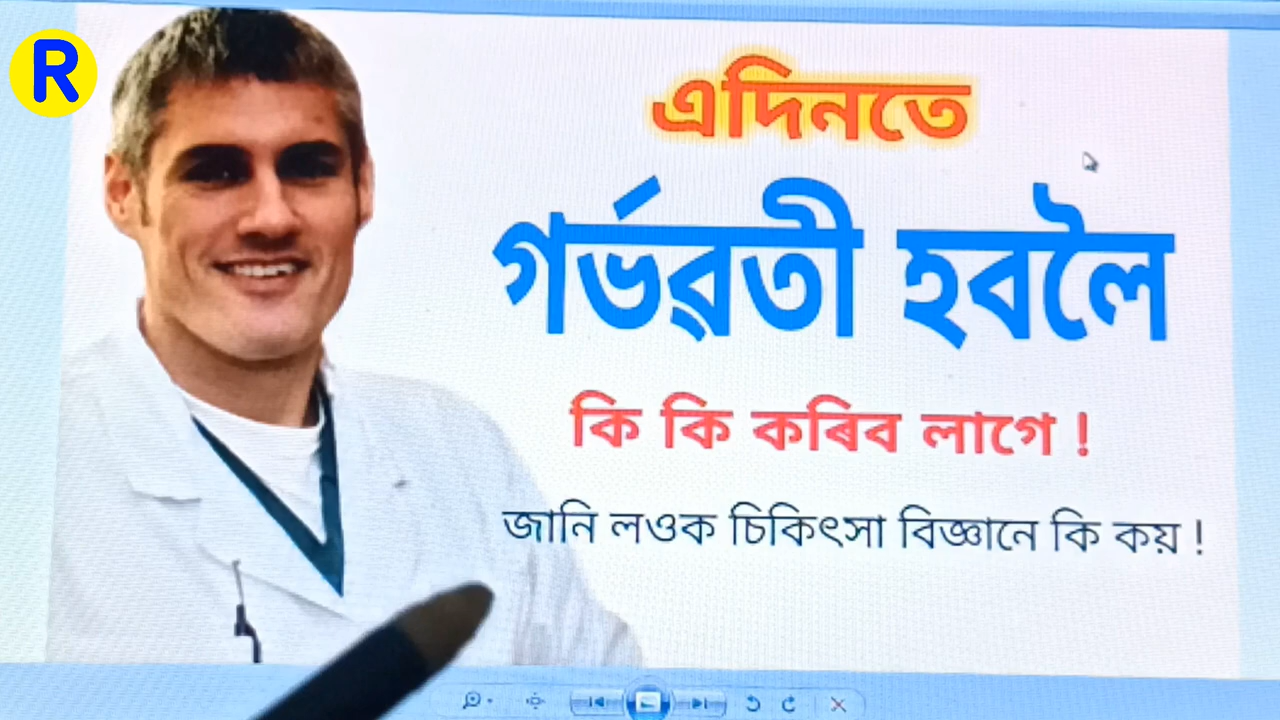 R
এদিনতে
গৰ্ভৱতী হবলৈ
কি কি কৰিব লাগে !
জানি লওক চিকিৎসা বিজ্ঞানে কি কয় !